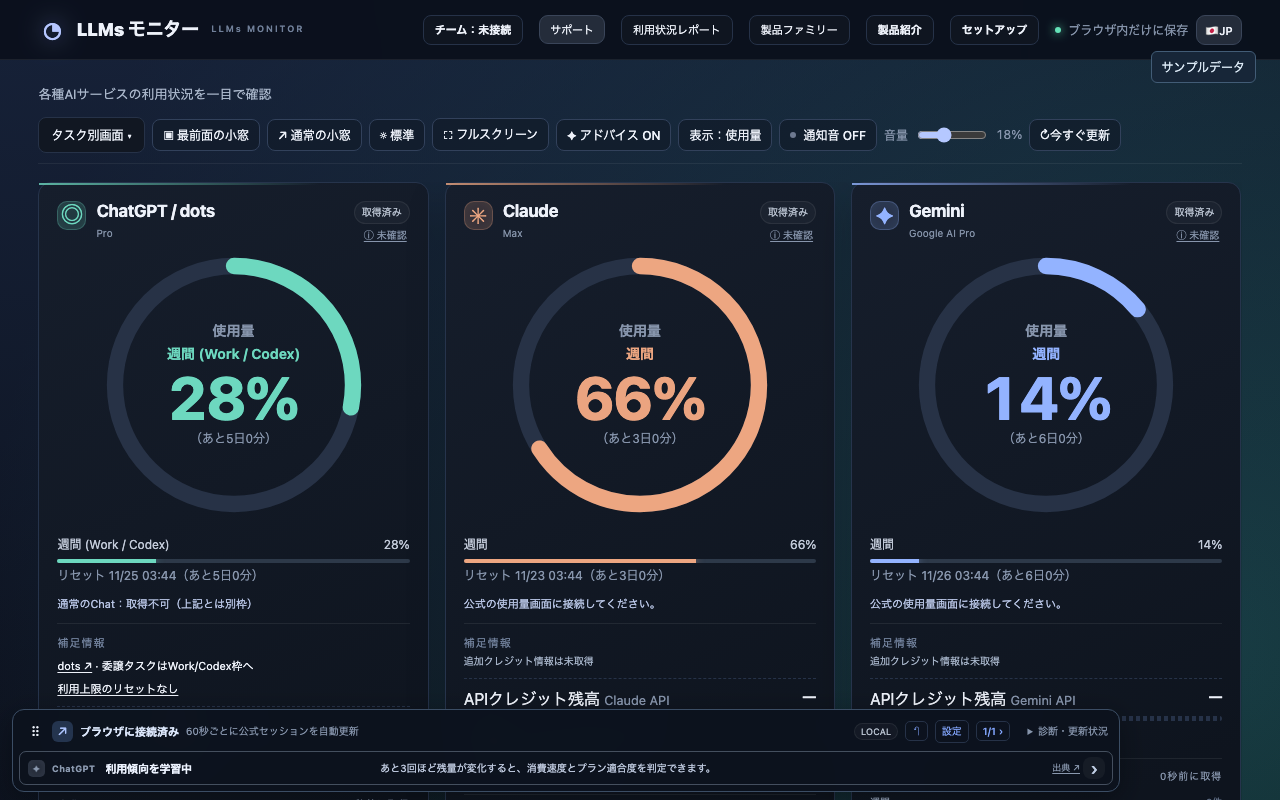 LLMs モニター LLMs MONITOR チーム：未接続 サポート 利用状況レポート 製品ファミリー 製品紹介 セットアップ ブラウザ内だけに保存 🇯🇵JP
サンプルデータ
各種AIサービスの利用状況を一目で確認
タスク別画面 ▾ ▣ 最前面の小窓 ↗ 通常の小窓 ☼ 標準 ⛶ フルスクリーン ✦ アドバイス ON 表示：使用量 通知音 OFF 音量 18% ↻今すぐ更新
ChatGPT / dots 取得済み
Pro ⓘ 未確認
使用量
週間 (Work / Codex)
28%
（あと5日0分）
週間 (Work / Codex) 28%
リセット 11/25 03:44（あと5日0分）
通常のChat：取得不可（上記とは別枠）
補足情報
dots ↗ · 委譲タスクはWork/Codex枠へ
利用上限のリセットなし
Claude 取得済み
Max ⓘ 未確認
使用量
週間
66%
（あと3日0分）
週間 66%
リセット 11/23 03:44（あと3日0分）
公式の使用量画面に接続してください。
補足情報
追加クレジット情報は未取得
APIクレジット残高 Claude API —
Gemini 取得済み
Google AI Pro ⓘ 未確認
使用量
週間
14%
（あと6日0分）
週間 14%
リセット 11/26 03:44（あと6日0分）
公式の使用量画面に接続してください。
補足情報
追加クレジット情報は未取得
APIクレジット残高 Gemini API —
0秒前に取得
ブラウザに接続済み 60秒ごとに公式セッションを自動更新 LOCAL 設定 1/1 › ▸ 診断・更新状況
ChatGPT 利用傾向を学習中 あと3回ほど残量が変化すると、消費速度とプラン適合度を判定できます。 出典 ↗ ›